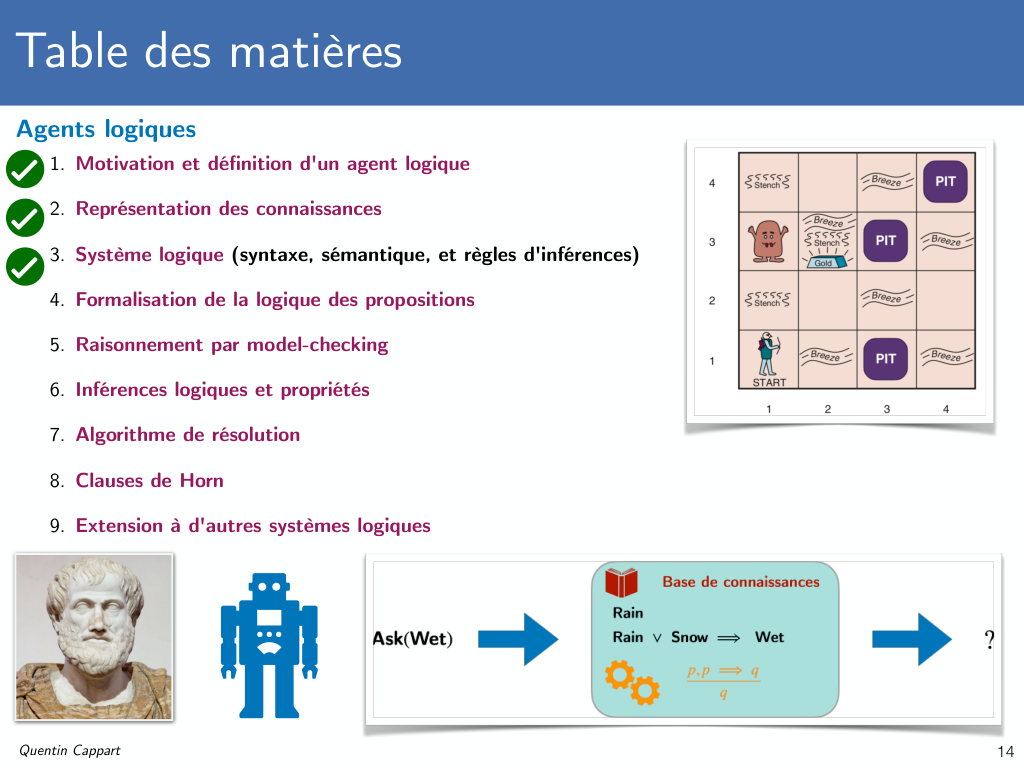 Table des matières
Agents logiques
1. Motivation et définition d'un agent logique
2. Représentation des connaissances
3. Système logique (syntaxe, sémantique, et règles d'inférences)
4. Formalisation de la logique des propositions
5. Raisonnement par model-checking
6. Inférences logiques et propriétés
7. Algorithme de résolution
8. Clauses de Horn
9. Extension à d'autres systèmes logiques
4 Stench Breeze PIT
3 Breeze Stench Gold PIT Breeze
2 Stench Breeze
1 START Breeze PIT Breeze
1 2 3 4
Base de connaissances
Rain
Ask(Wet) Rain ∨ Snow ⟹ Wet ?
p,p ⟹ q
q
Quentin Cappart
14